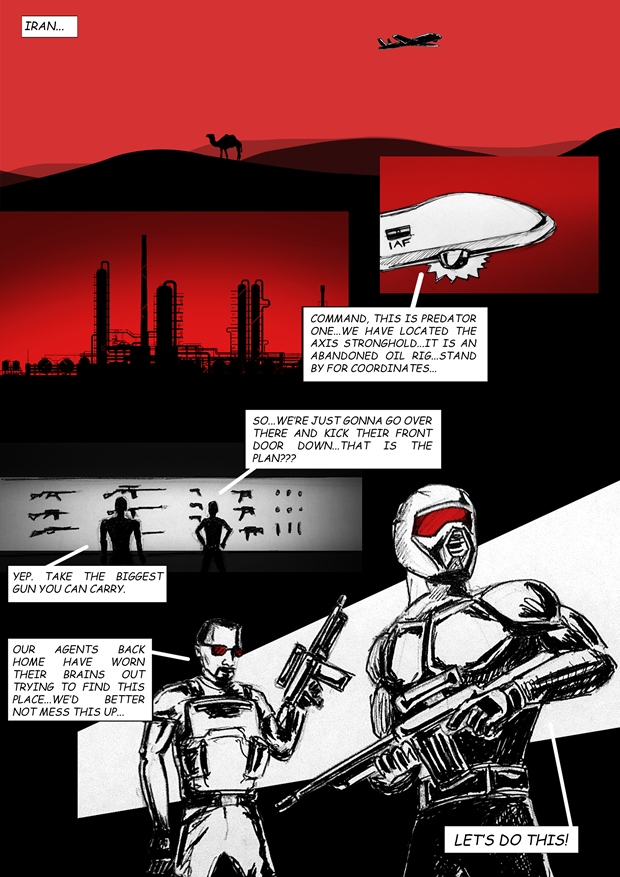 IRAN...
IAF
COMMAND, THIS IS PREDATOR
ONE...WE HAVE LOCATED THE
AXIS STRONGHOLD...IT IS AN
ABANDONED OIL RIG...STAND
BY FOR COORDINATES...
SO...WE'RE JUST GONNA GO OVER
THERE AND KICK THEIR FRONT
DOOR DOWN...THAT IS THE
PLAN???
YEP. TAKE THE BIGGEST
GUN YOU CAN CARRY.
OUR AGENTS BACK
HOME HAVE WORN
THEIR BRAINS OUT
TRYING TO FIND THIS
PLACE...WE'D BETTER
NOT MESS THIS UP...
LET'S DO THIS!